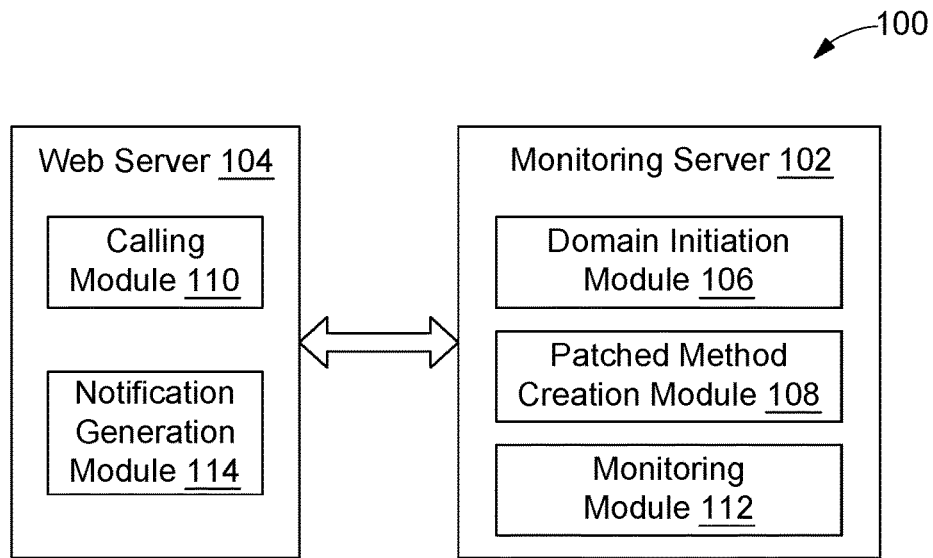 100
Web Server 104
Calling
Module 110
Notification
Generation
Module 114
Monitoring Server 102
Domain Initiation
Module 106
Patched Method
Creation Module 108
Monitoring
Module 112